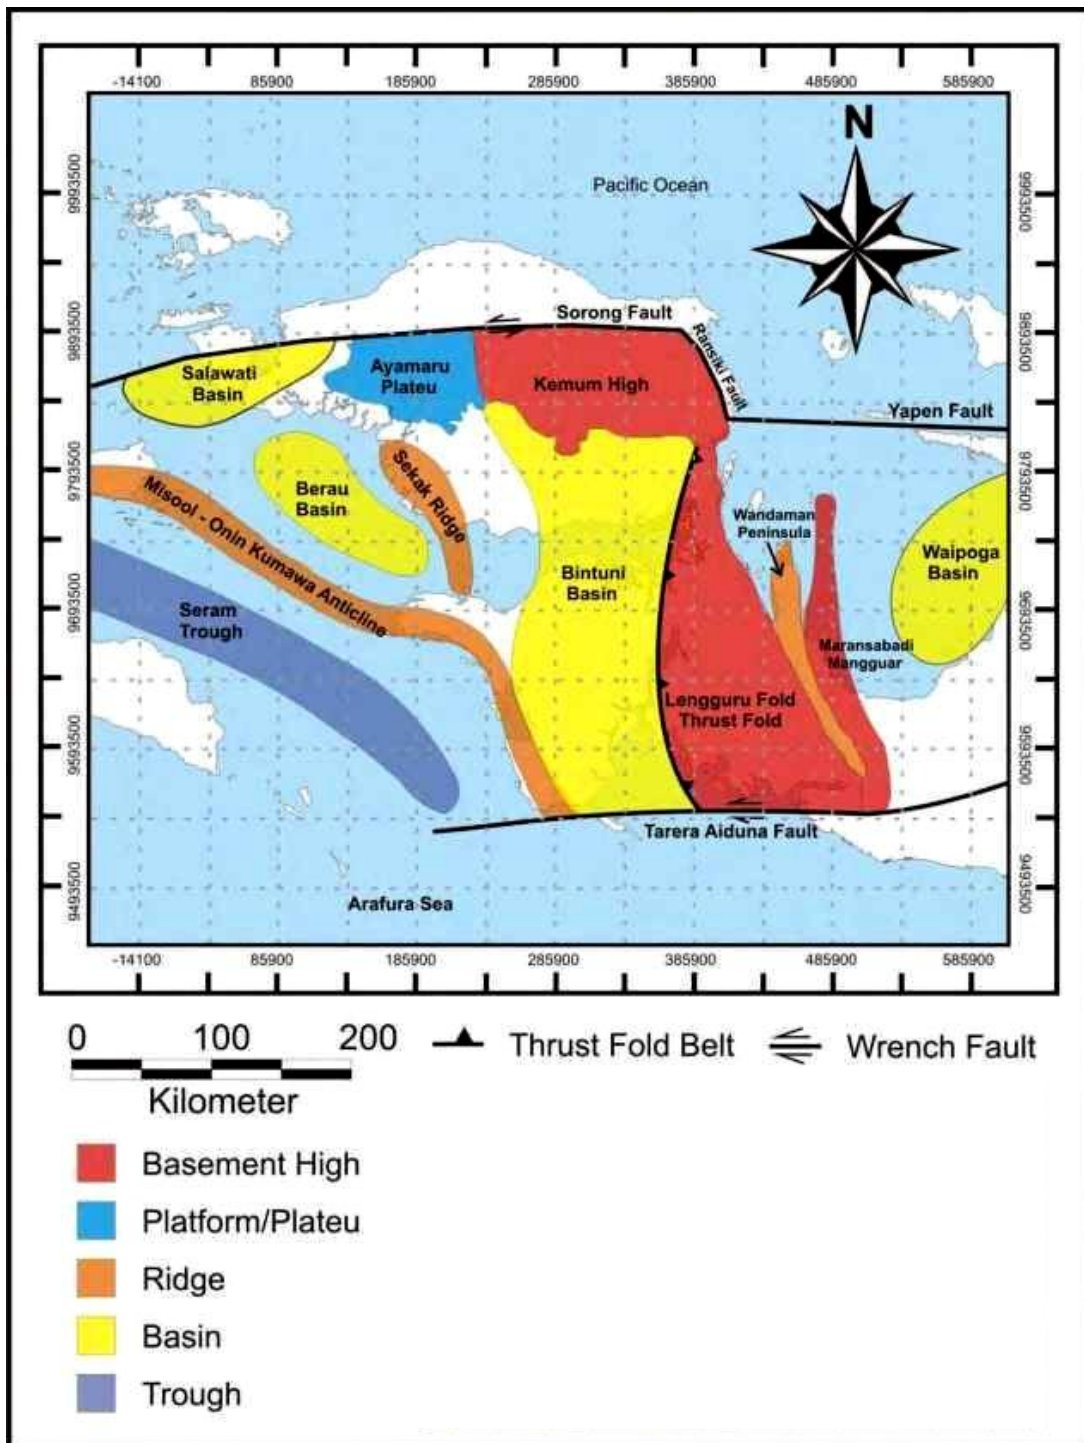 -14100 85900 185900 285900 385900 485900 585900
N
Pacific Ocean
9993500 9993500
Sorong Fault
9893500 9893500
Ransiki Fault
Salawati
Basin
Ayamaru
Plateu
Kemum High
Yapen Fault
9793500 9793500
Sekak Ridge
Misool - Onin Kumawa Anticline
Berau
Basin
Wandaman
Peninsula
Waipoga
Basin
Bintuni
Basin
9693500 9693500
Seram
Trough
Maransabadi
Mangguar
Lengguru Fold
Thrust Fold
9593500 9593500
Tarera Aiduna Fault
9493500 9493500
Arafura Sea
-14100 85900 185900 285900 385900 485900 585900
0 100 200
Kilometer
Thrust Fold Belt
Wrench Fault
Basement High
Platform/Plateu
Ridge
Basin
Trough